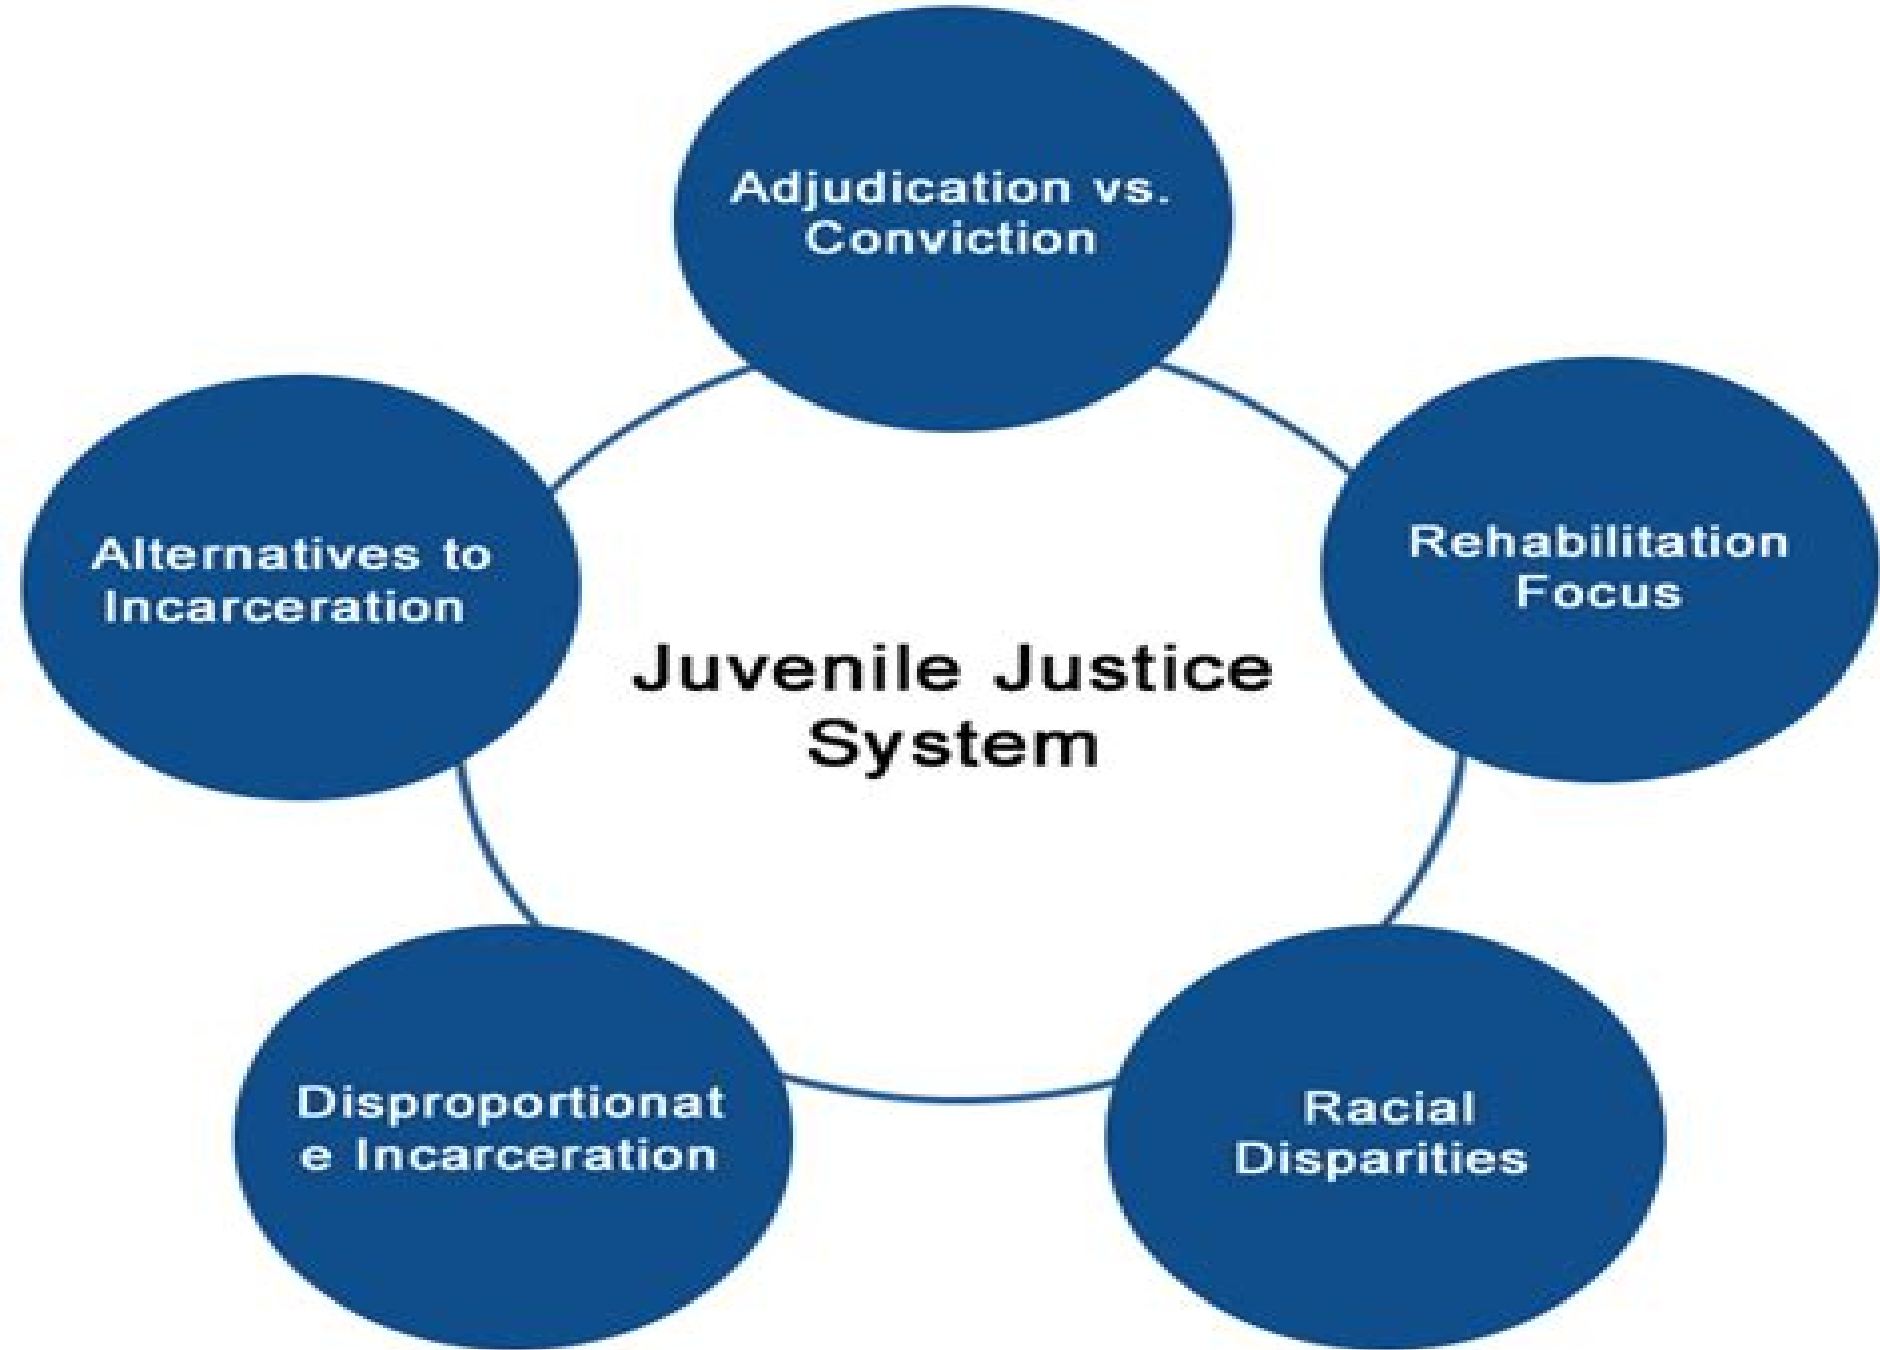 Adjudication vs.
Conviction
Rehabilitation
Focus
Racial
Disparities
Disproportionat
e Incarceration
Alternatives to
Incarceration
Juvenile Justice
System